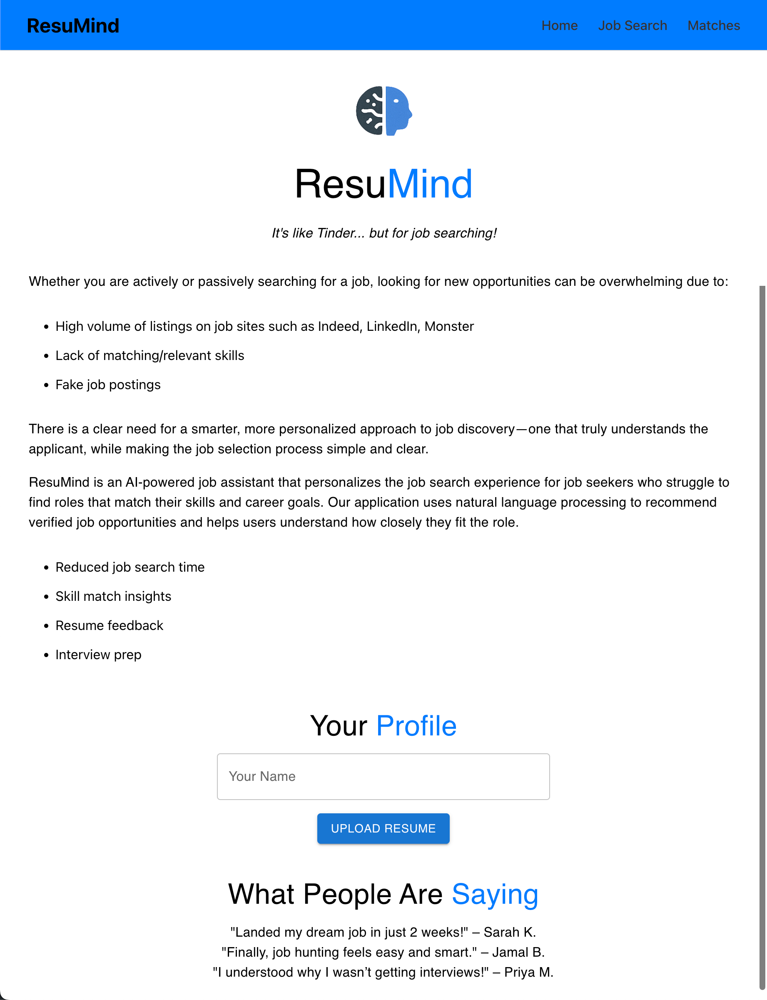 ResuMind
Home Job Search Matches
ResuMind
It's like Tinder... but for job searching!
Whether you are actively or passively searching for a job, looking for new opportunities can be overwhelming due to:
• High volume of listings on job sites such as Indeed, LinkedIn, Monster
• Lack of matching/relevant skills
• Fake job postings
There is a clear need for a smarter, more personalized approach to job discovery—one that truly understands the
applicant, while making the job selection process simple and clear.
ResuMind is an AI-powered job assistant that personalizes the job search experience for job seekers who struggle to
find roles that match their skills and career goals. Our application uses natural language processing to recommend
verified job opportunities and helps users understand how closely they fit the role.
• Reduced job search time
• Skill match insights
• Resume feedback
• Interview prep
Your Profile
Your Name
UPLOAD RESUME
What People Are Saying
"Landed my dream job in just 2 weeks!" – Sarah K.
"Finally, job hunting feels easy and smart." – Jamal B.
"I understood why I wasn’t getting interviews!" – Priya M.